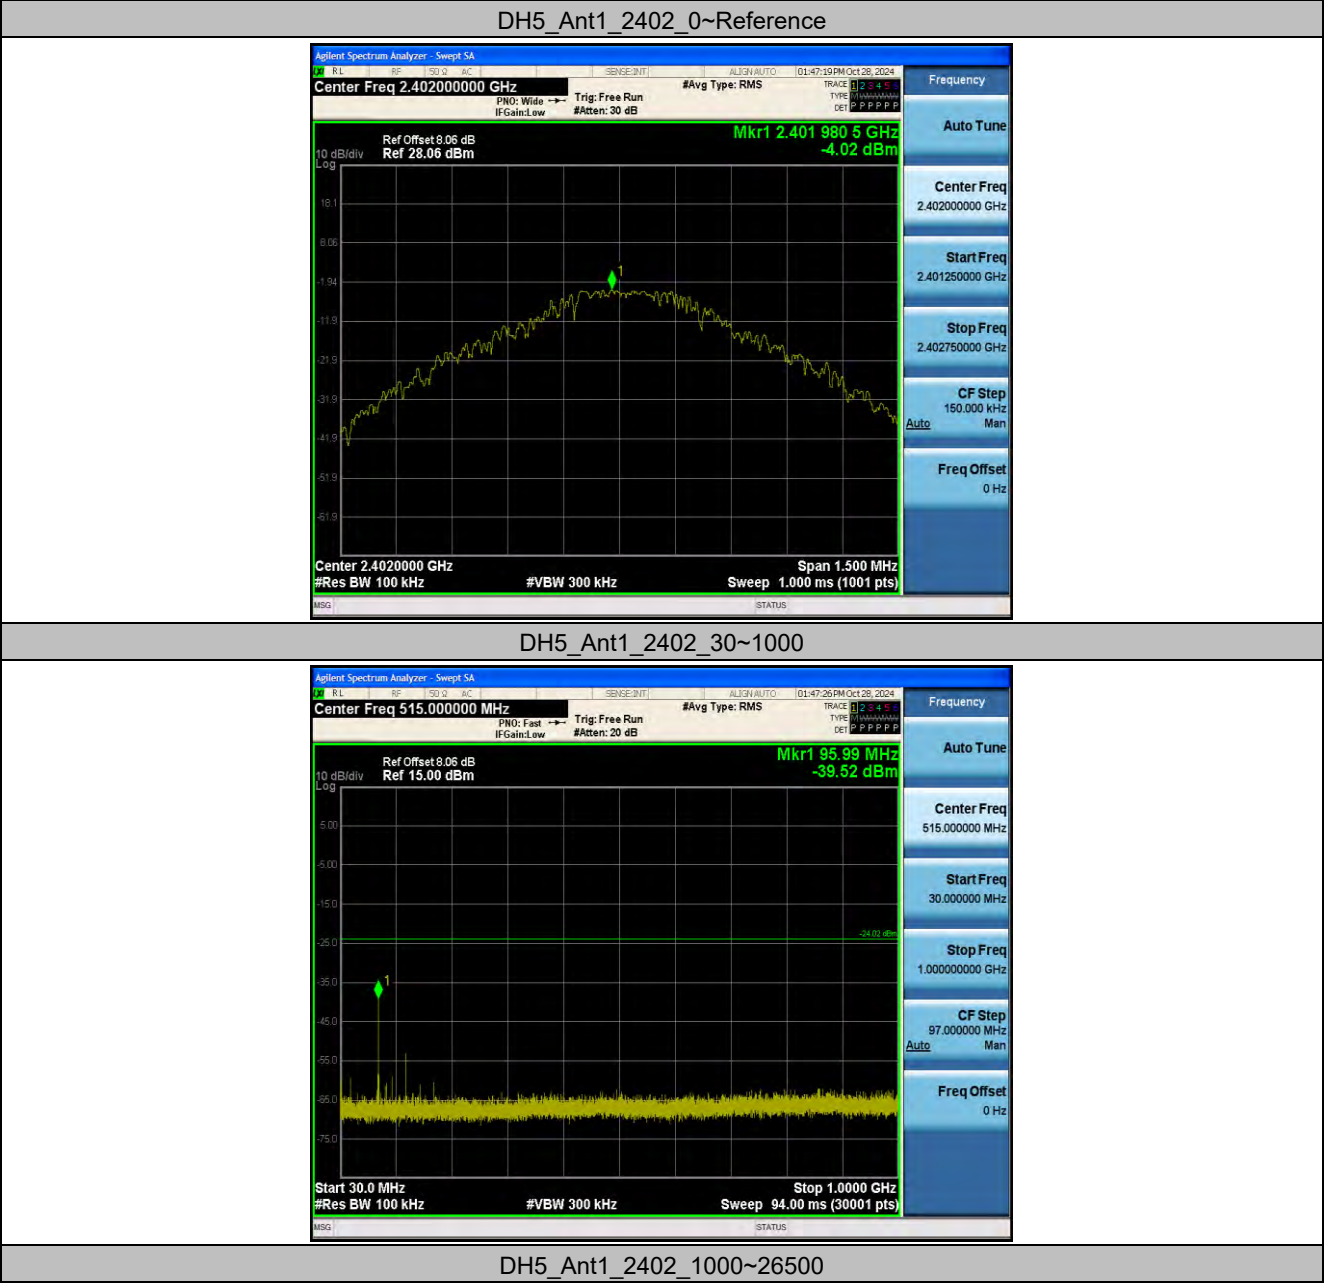 DH5_Ant1_2402_0~Reference
Agilent Spectrum Analyzer - Swept SA
RL RF 50 Ω AC SENSE:INT ALIGN AUTO 01:47:19 PM Oct 28, 2024
Center Freq 2.402000000 GHz
PNO: Wide
IFGain:Low
Trig: Free Run
#Atten: 30 dB
#Avg Type: RMS
TRACE 1 2 3 4 5 6
TYPE M
DET P P P P P P
Mkr1 2.401 980 5 GHz
-4.02 dBm
Ref Offset 8.06 dB
10 dB/div Ref 28.06 dBm
Log
18.1
8.06
-1.94
-11.9
-21.9
-31.9
-41.9
-51.9
-61.9
1
Center 2.4020000 GHz
Span 1.500 MHz
#Res BW 100 kHz
#VBW 300 kHz
Sweep 1.000 ms (1001 pts)
MSG
STATUS
Frequency
Auto Tune
Center Freq
2.402000000 GHz
Start Freq
2.401250000 GHz
Stop Freq
2.402750000 GHz
CF Step
150.000 kHz
Auto Man
Freq Offset
0 Hz
DH5_Ant1_2402_30~1000
Agilent Spectrum Analyzer - Swept SA
RL RF 50 Ω AC SENSE:INT ALIGN AUTO 01:47:26 PM Oct 28, 2024
Center Freq 515.000000 MHz
PNO: Fast
IFGain:Low
Trig: Free Run
#Atten: 20 dB
#Avg Type: RMS
TRACE 1 2 3 4 5 6
TYPE M
DET P P P P P P
Mkr1 95.99 MHz
-39.52 dBm
Ref Offset 8.06 dB
10 dB/div Ref 15.00 dBm
Log
5.00
-5.00
-15.0
-25.0
-35.0
-45.0
-55.0
-65.0
-75.0
-24.02 dBm
1
Start 30.0 MHz
Stop 1.0000 GHz
#Res BW 100 kHz
#VBW 300 kHz
Sweep 94.00 ms (30001 pts)
MSG
STATUS
Frequency
Auto Tune
Center Freq
515.000000 MHz
Start Freq
30.000000 MHz
Stop Freq
1.000000000 GHz
CF Step
97.000000 MHz
Auto Man
Freq Offset
0 Hz
DH5_Ant1_2402_1000~26500